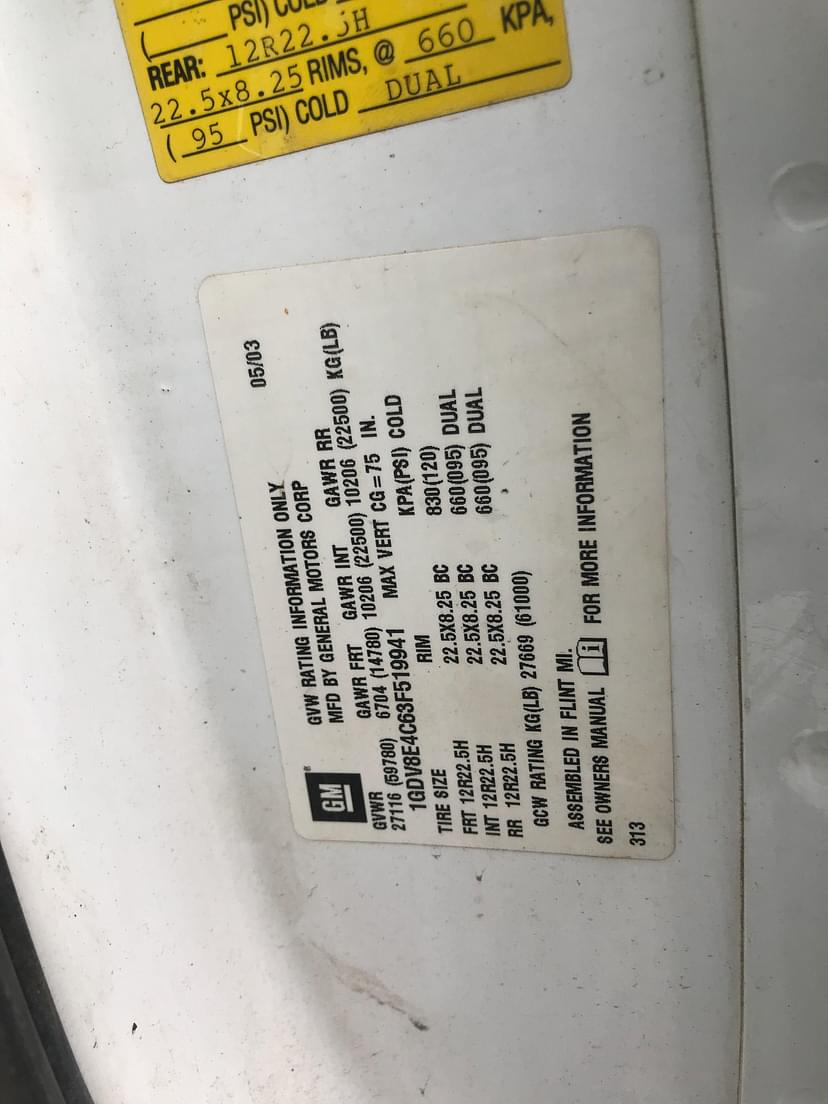 PSI) COLD
REAR: 12R22.5H
22.5x8.25 RIMS, @ 660 KPA,
( 95 PSI) COLD DUAL
05/03
GVW RATING INFORMATION ONLY
GM® MFD BY GENERAL MOTORS CORP
GVWR GAWR FRT GAWR INT GAWR RR
27116 (59780) 6704 (14780) 10206 (22500) 10206 (22500) KG(LB)
1GDV8E4C63F519941 MAX VERT CG=75 IN.
TIRE SIZE RIM KPA(PSI) COLD
FRT 12R22.5H 22.5X8.25 BC 830(120)
INT 12R22.5H 22.5X8.25 BC 660(095) DUAL
RR 12R22.5H 22.5X8.25 BC 660(095) DUAL
GCW RATING KG(LB) 27669 (61000)
ASSEMBLED IN FLINT MI.
SEE OWNERS MANUAL i FOR MORE INFORMATION
313